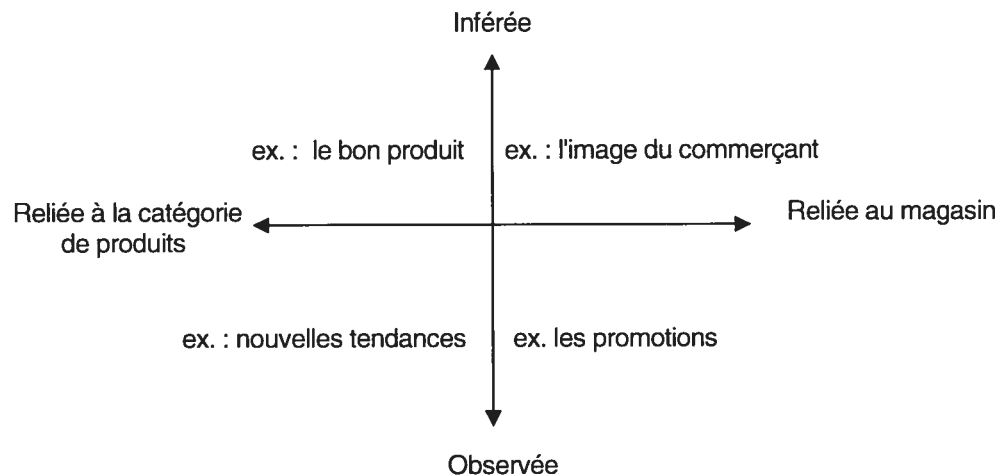 Inférée
ex. : le bon produit
ex. : l'image du commerçant
Reliée à la catégorie
de produits
Reliée au magasin
ex. : nouvelles tendances
ex. les promotions
Observée